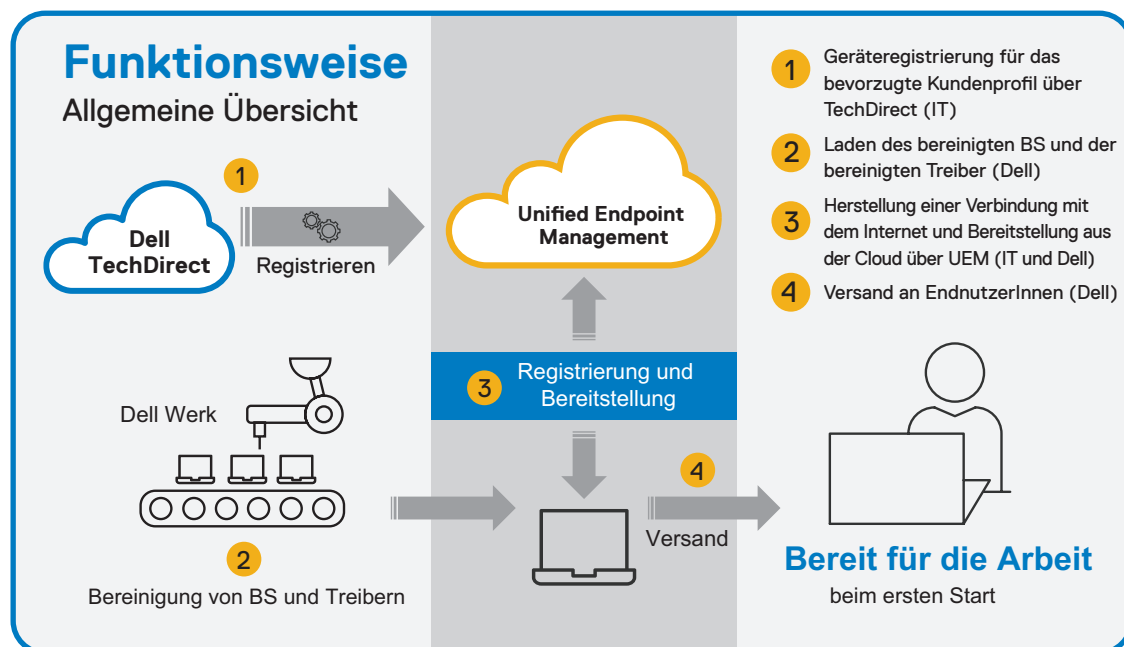 Funktionsweise
Allgemeine Übersicht
1
Dell
TechDirect
Registrieren
Unified Endpoint
Management
3
Registrierung und
Bereitstellung
Dell Werk
2
Bereinigung von BS und Treibern
4
Versand
1
Geräteregistrierung für das
bevorzugte Kundenprofil über
TechDirect (IT)
2
Laden des bereinigten BS und der
bereinigten Treiber (Dell)
3
Herstellung einer Verbindung mit
dem Internet und Bereitstellung aus
der Cloud über UEM (IT und Dell)
4
Versand an EndnutzerInnen (Dell)
Bereit für die Arbeit
beim ersten Start